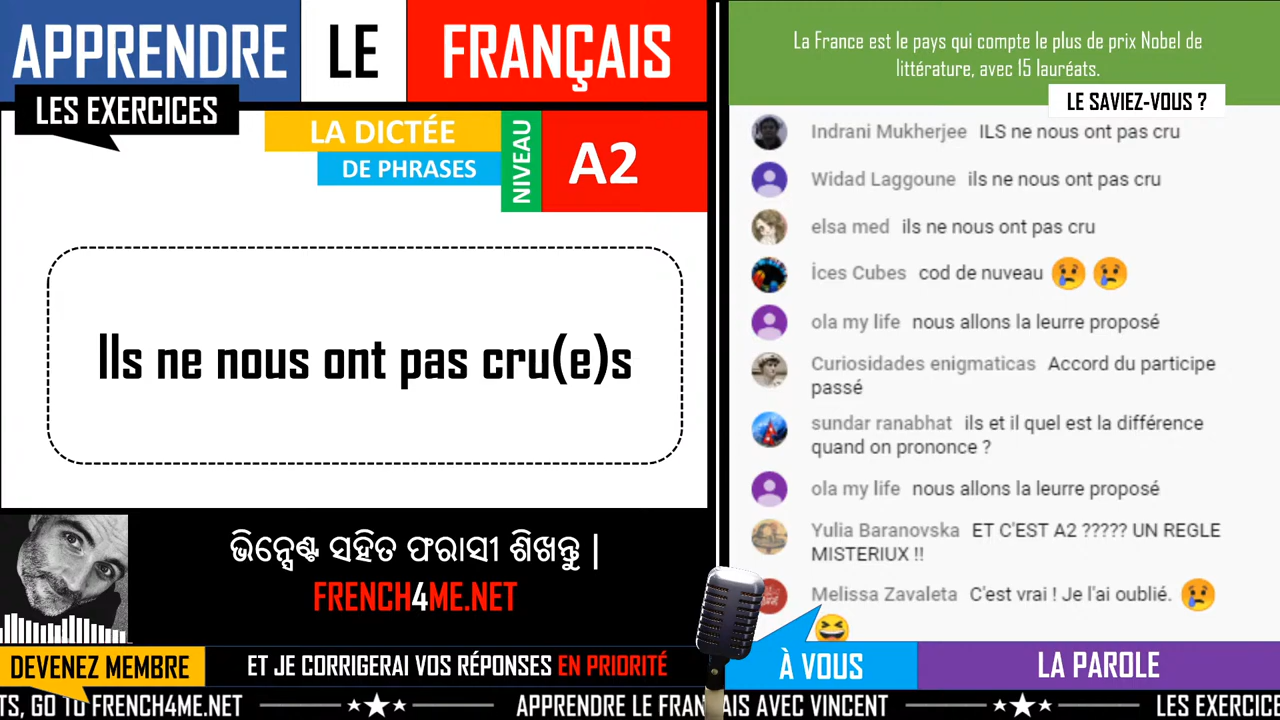 APPRENDRE LE FRANÇAIS
LES EXERCICES
LA DICTÉE
DE PHRASES
NIVEAU
A2
Ils ne nous ont pas cru(e)s
ଭିନ୍ସେଣ୍ଟ ସହିତ ଫରାସୀ ଶିଖନ୍ତୁ |
FRENCH4ME.NET
DEVENEZ MEMBRE
ET JE CORRIGERAI VOS RÉPONSES EN PRIORITÉ
La France est le pays qui compte le plus de prix Nobel de
littérature, avec 15 lauréats.
LE SAVIEZ-VOUS ?
Indrani Mukherjee ILS ne nous ont pas cru
Widad Laggoune ils ne nous ont pas cru
elsa med ils ne nous ont pas cru
İces Cubes cod de nuveau 😢 😢
ola my life nous allons la leurre proposé
Curiosidades enigmaticas Accord du participe
passé
sundar ranabhat ils et il quel est la différence
quand on prononce ?
ola my life nous allons la leurre proposé
Yulia Baranovska ET C'EST A2 ????? UN REGLE
MISTERIUX !!
Melissa Zavaleta C'est vrai ! Je l'ai oublié. 😢
😆
À VOUS
LA PAROLE
TS, GO TO FRENCH4ME.NET ★★★ APPRENDRE LE FRANÇAIS AVEC VINCENT ★★★ LES EXERCIC